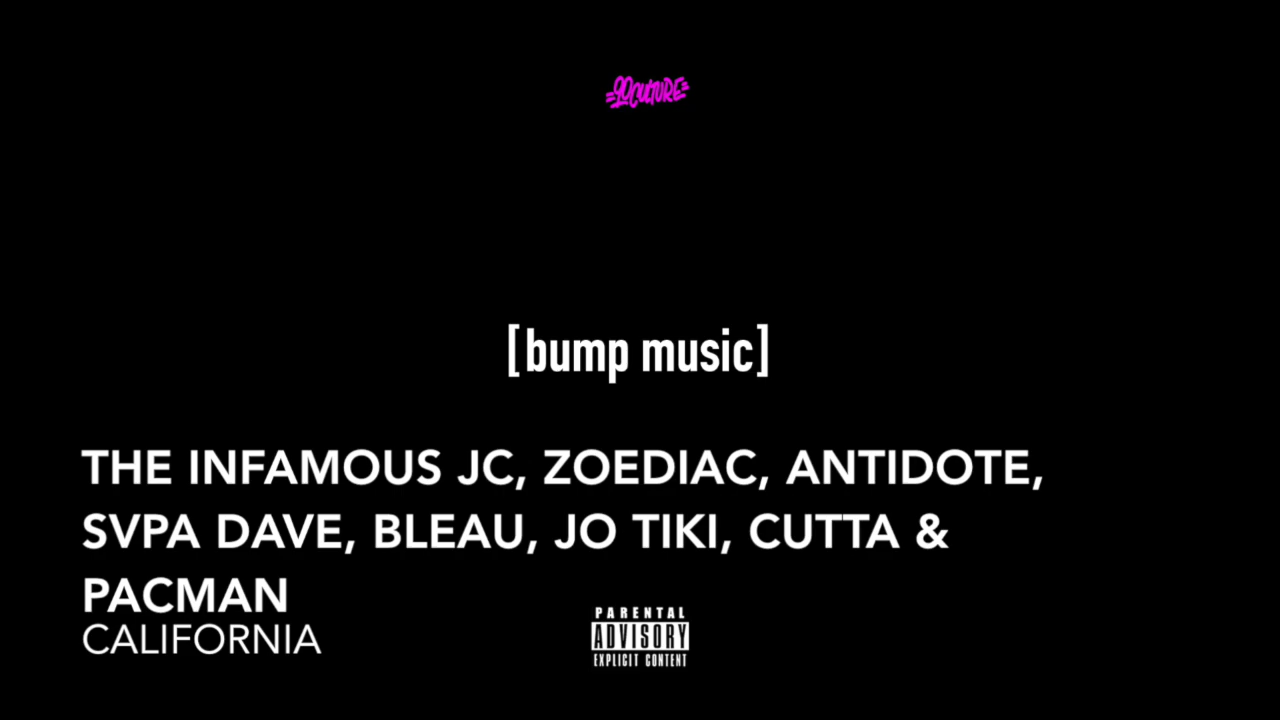 90CULTURE
[bump music]
THE INFAMOUS JC, ZOEDIAC, ANTIDOTE,
SVPA DAVE, BLEAU, JO TIKI, CUTTA &
PACMAN
CALIFORNIA
PARENTAL
ADVISORY
EXPLICIT CONTENT